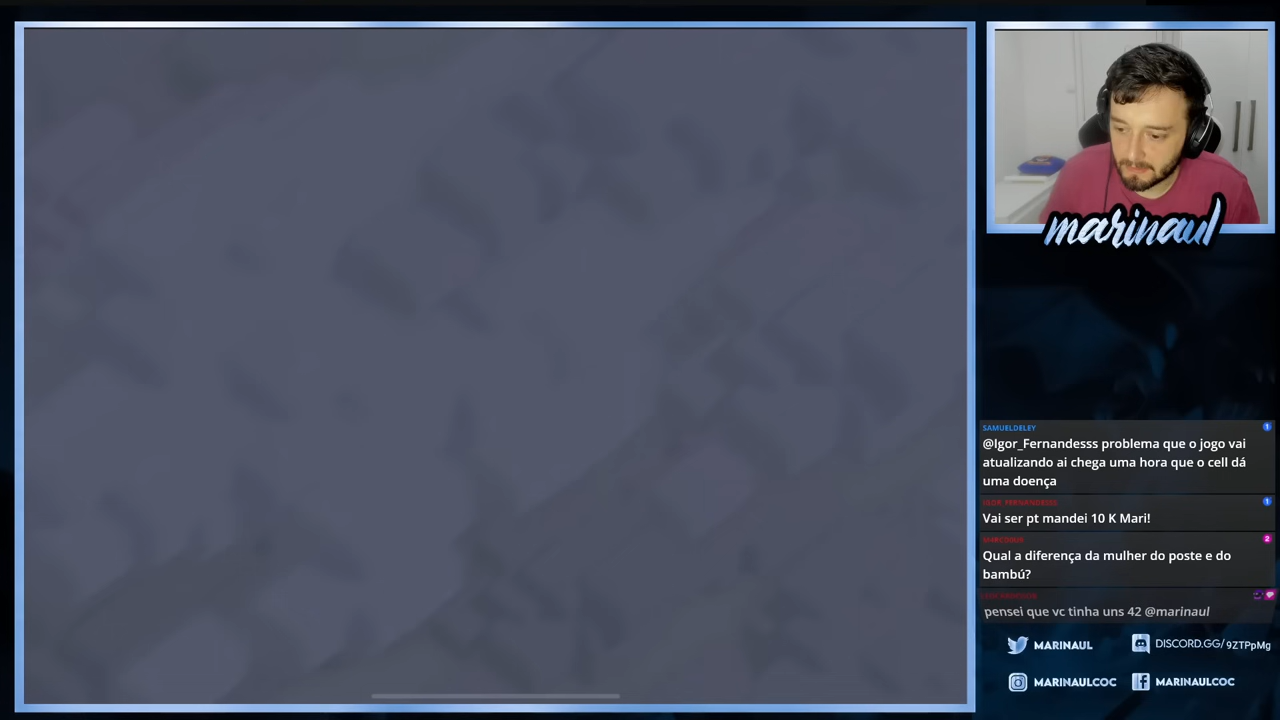 marinaul
SAMUELDELEY
@Igor_Fernandesss problema que o jogo vai
atualizando ai chega uma hora que o cell dá
uma doença
IGOR_FERNANDESSS
Vai ser pt mandei 10 K Mari!
Qual a diferença da mulher do poste e do
bambú?
pensei que vc tinha uns 42 @marinaul
MARINAUL
DISCORD.GG/9ZTPpMg
MARINAULCOC
MARINAULCOC